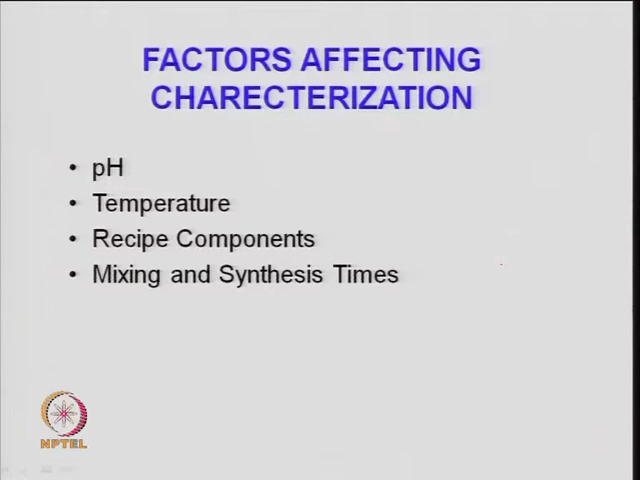 FACTORS AFFECTING
CHARECTERIZATION
• pH
• Temperature
• Recipe Components
• Mixing and Synthesis Times
NPTEL